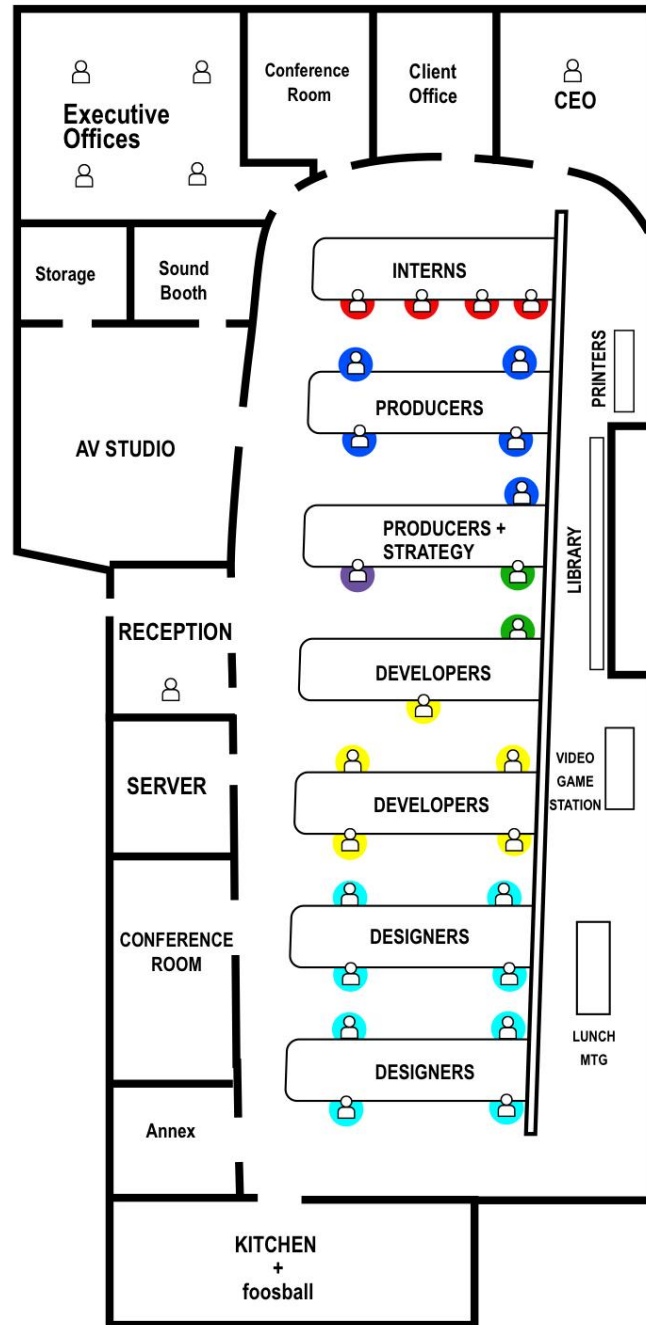 Executive
Offices
Conference
Room
Client
Office
CEO
Storage
Sound
Booth
INTERNS
PRINTERS
PRODUCERS
AV STUDIO
LIBRARY
PRODUCERS +
STRATEGY
RECEPTION
DEVELOPERS
SERVER
VIDEO
GAME
STATION
DEVELOPERS
CONFERENCE
ROOM
DESIGNERS
LUNCH
MTG
DESIGNERS
Annex
KITCHEN
+
foosball